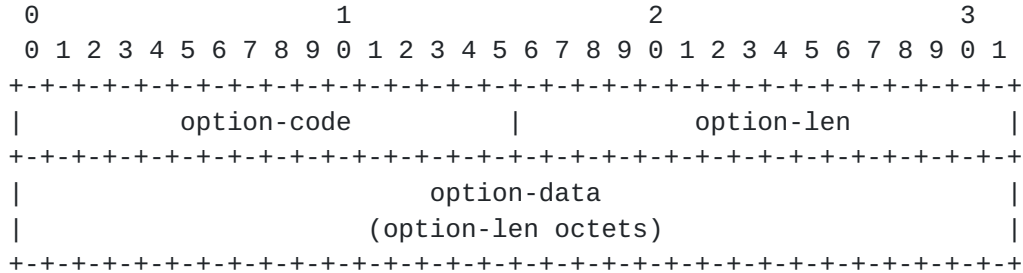 0                   1                   2                   3
 0 1 2 3 4 5 6 7 8 9 0 1 2 3 4 5 6 7 8 9 0 1 2 3 4 5 6 7 8 9 0 1
+-+-+-+-+-+-+-+-+-+-+-+-+-+-+-+-+-+-+-+-+-+-+-+-+-+-+-+-+-+-+-+-+
|          option-code          |           option-len          |
+-+-+-+-+-+-+-+-+-+-+-+-+-+-+-+-+-+-+-+-+-+-+-+-+-+-+-+-+-+-+-+-+
|                          option-data                          |
|                      (option-len octets)                      |
+-+-+-+-+-+-+-+-+-+-+-+-+-+-+-+-+-+-+-+-+-+-+-+-+-+-+-+-+-+-+-+-+